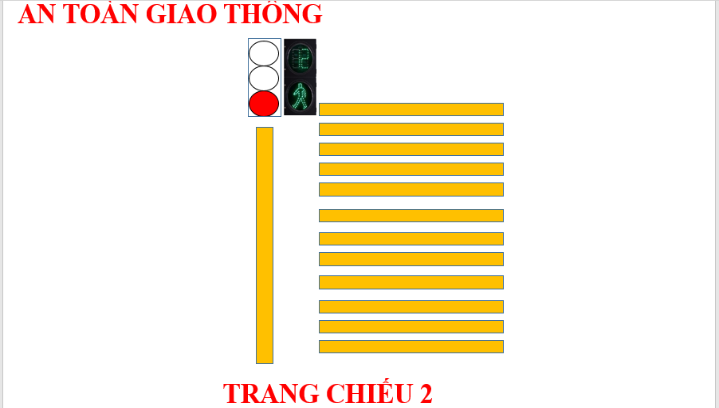 AN TOÀN GIAO THÔNG
TRANG CHIẾU 2